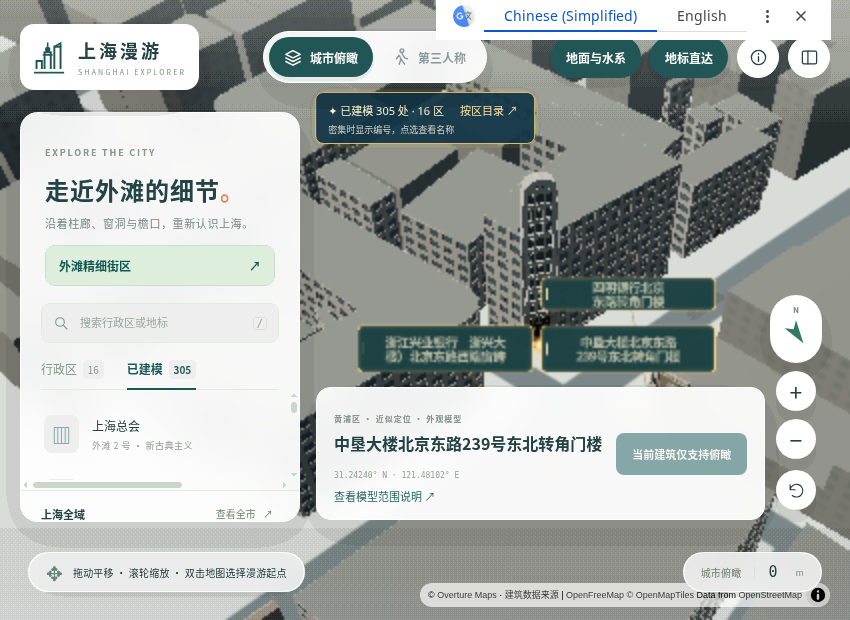 Chinese (Simplified)
English
上海漫游
SHANGHAI EXPLORER
城市俯瞰
第三人称
地面与水系
地标直达
✦ 已建模 305 处 · 16 区 按区目录 ↗
密集时显示编号，点选查看名称
EXPLORE THE CITY
走近外滩的细节。
沿着柱廊、窗洞与檐口，重新认识上海。
外滩精细街区 ↗
搜索行政区或地标 /
行政区 16 已建模 305
上海总会
外滩 2 号 · 新古典主义
上海全域 查看全市 ↗
四明银行北京
东路转角门楼
浙江兴业银行
中垦大楼北京东路
239号东北转角门楼
N
黄浦区 · 近似定位 · 外观模型
中垦大楼北京东路239号东北转角门楼
当前建筑仅支持俯瞰
31.24240° N · 121.48102° E
查看模型范围说明 ↗
拖动平移 · 滚轮缩放 · 双击地图选择漫游起点
城市俯瞰 0 m
© Overture Maps · 建筑数据来源 | OpenFreeMap © OpenMapTiles Data from OpenStreetMap